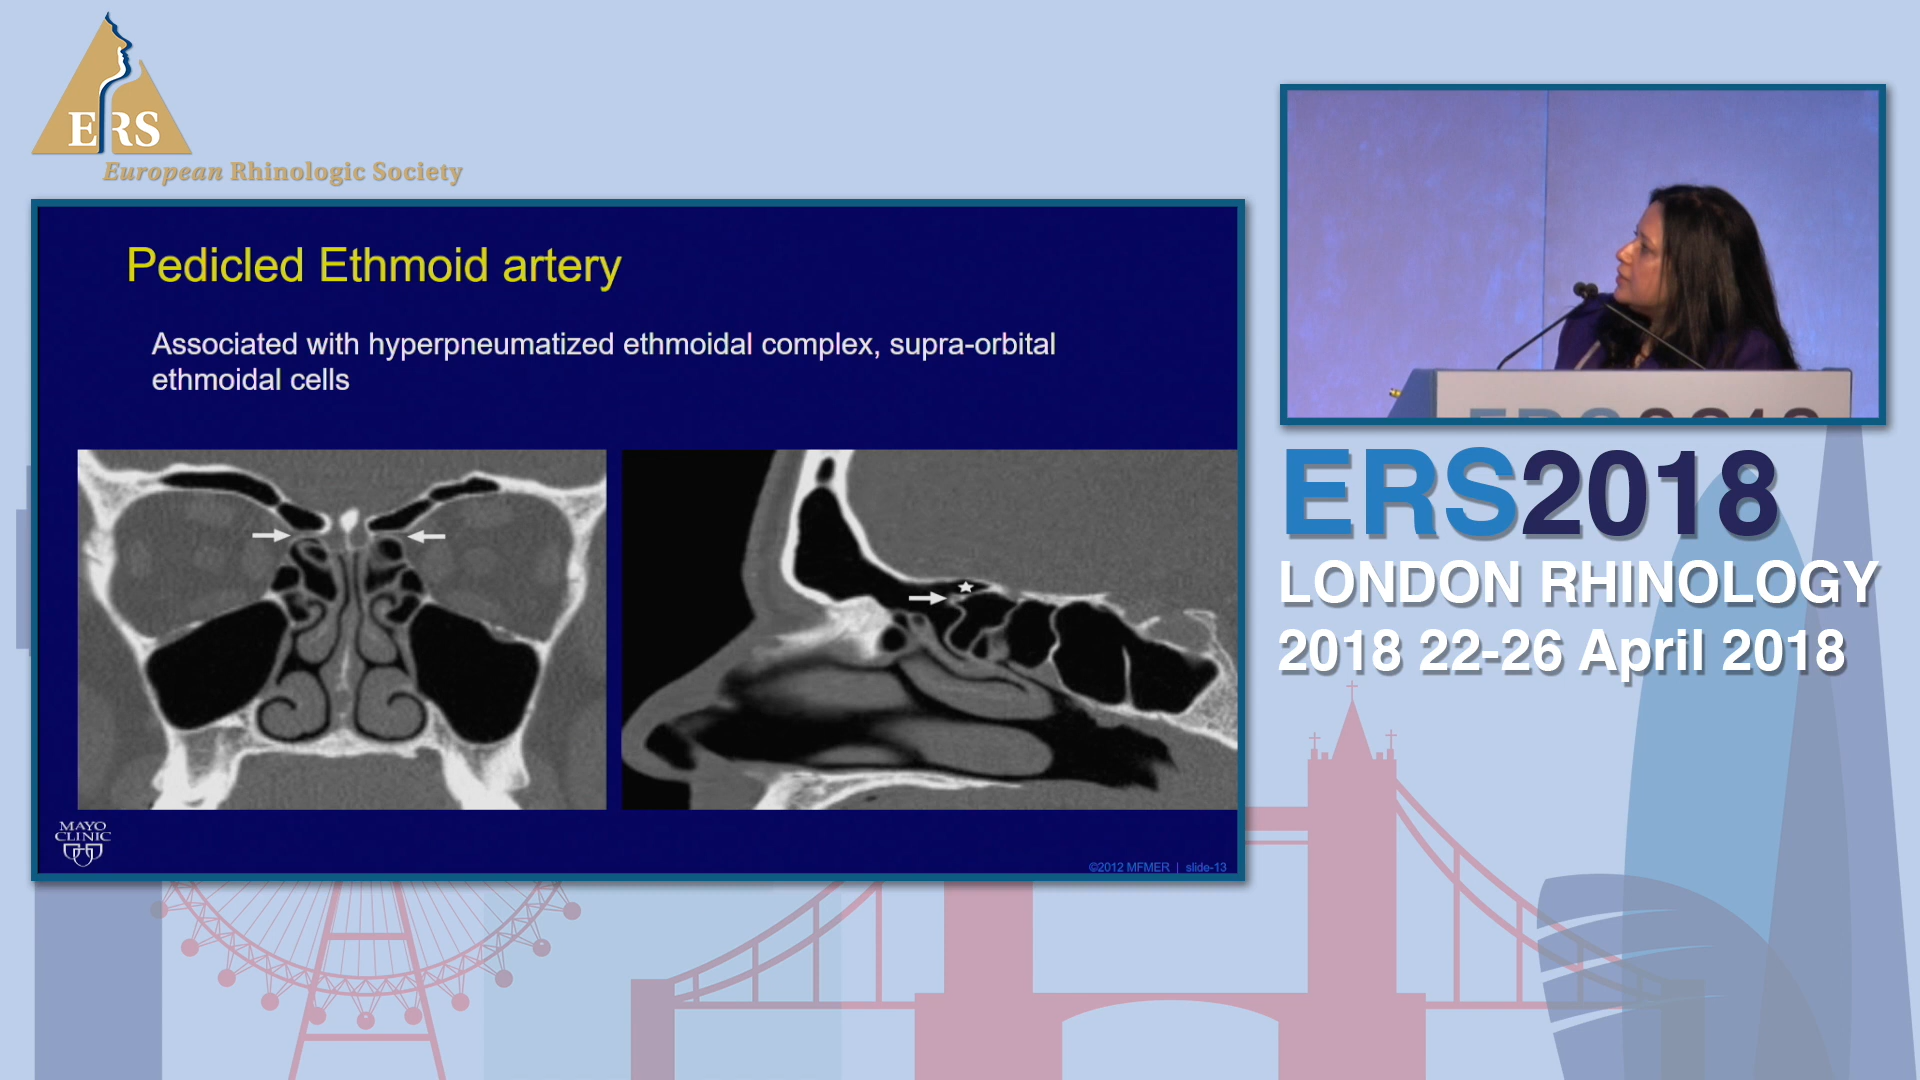 ERS
European Rhinologic Society
Pedicled Ethmoid artery
Associated with hyperpneumatized ethmoidal complex, supra-orbital
ethmoidal cells
MAYO
CLINIC
©2012 MFMER | slide-13
ERS2018
ERS2018
LONDON RHINOLOGY
2018 22-26 April 2018